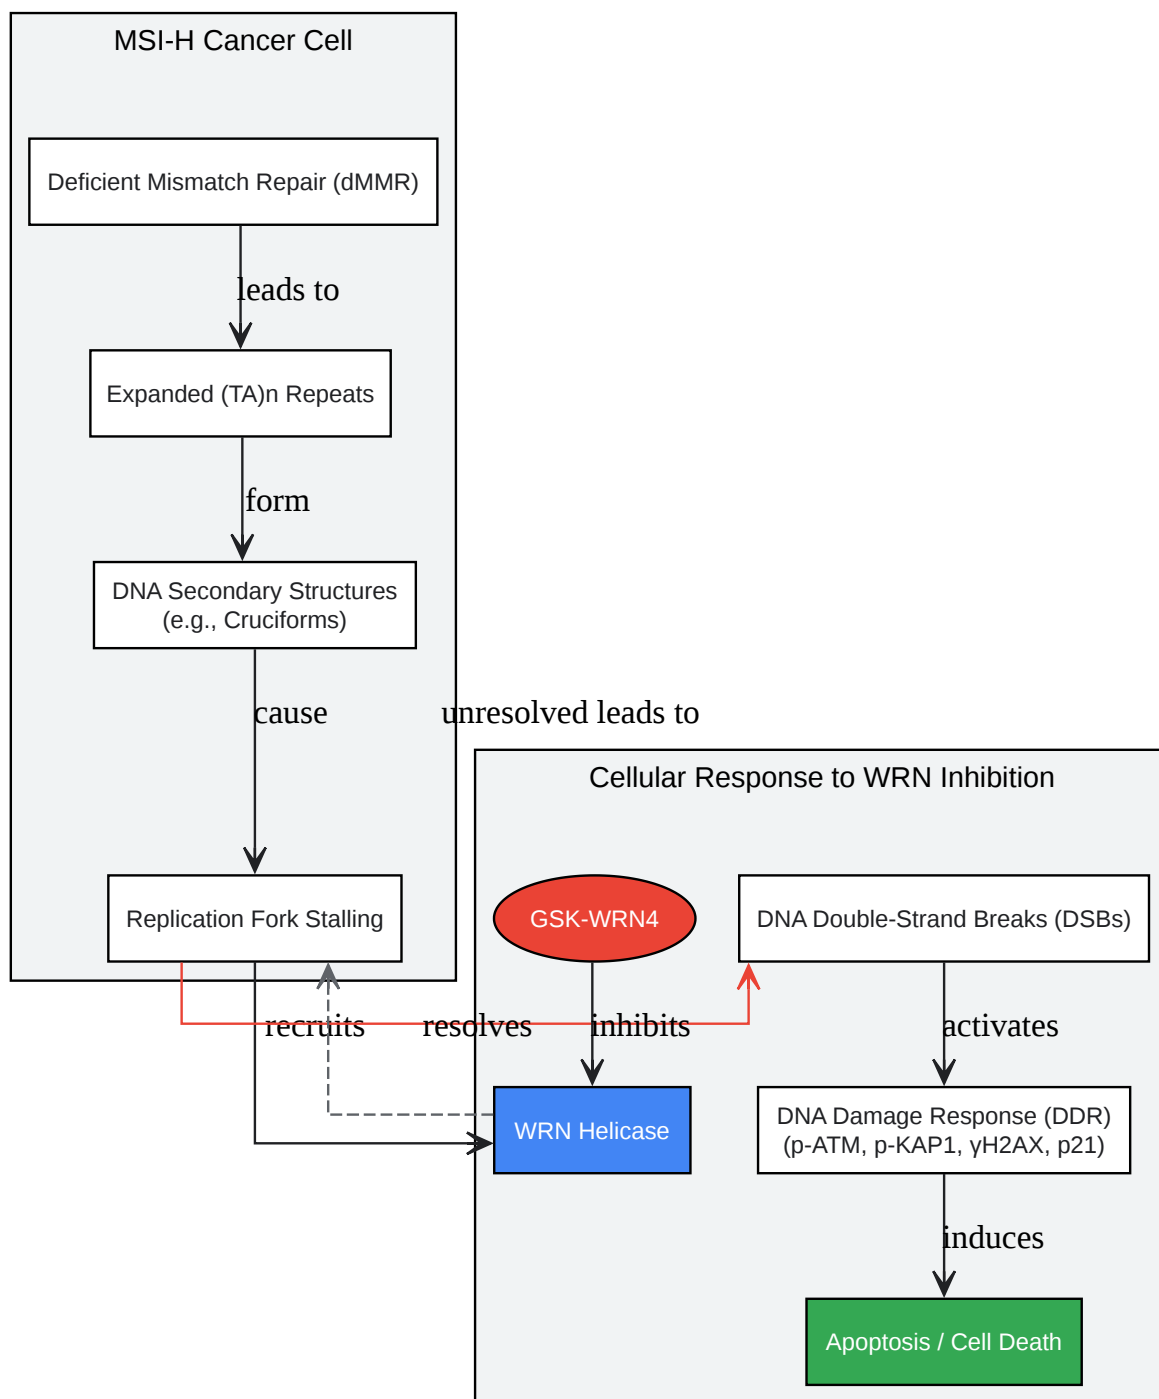 MSI-H Cancer Cell
Deficient Mismatch Repair (dMMR)
leads to
Expanded (TA)n Repeats
form
DNA Secondary Structures
(e.g., Cruciforms)
cause
unresolved leads to
Cellular Response to WRN Inhibition
Replication Fork Stalling
GSK-WRN4
DNA Double-Strand Breaks (DSBs)
recruits
resolves
inhibits
activates
WRN Helicase
DNA Damage Response (DDR)
(p-ATM, p-KAP1, γH2AX, p21)
induces
Apoptosis / Cell Death